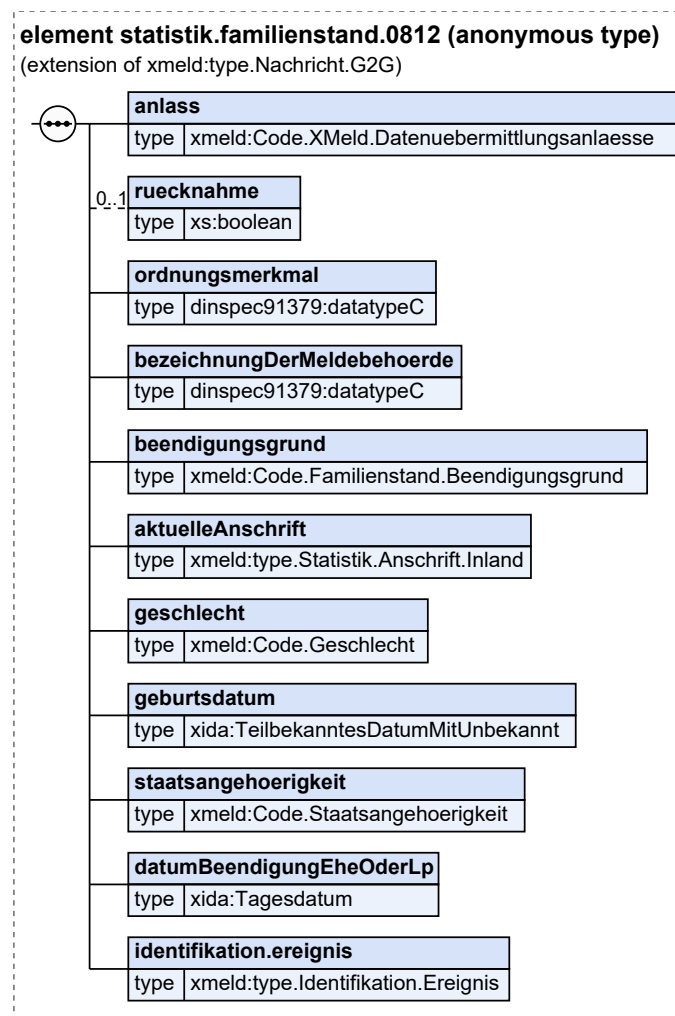 element statistik.familienstand.0812 (anonymous type)
(extension of xmeld:type.Nachricht.G2G)
anlass
type xmeld:Code.XMeld.Datenuebermittlungsanlaesse
0..1 ruecknahme
type xs:boolean
ordnungsmerkmal
type dinspec91379:datatypeC
bezeichnungDerMeldebehoerde
type dinspec91379:datatypeC
beendigungsgrund
type xmeld:Code.Familienstand.Beendigungsgrund
aktuelleAnschrift
type xmeld:type.Statistik.Anschrift.Inland
geschlecht
type xmeld:Code.Geschlecht
geburtsdatum
type xida:TeilbekanntesDatumMitUnbekannt
staatsangehoerigkeit
type xmeld:Code.Staatsangehoerigkeit
datumBeendigungEheOderLp
type xida:Tagesdatum
identifikation.ereignis
type xmeld:type.Identifikation.Ereignis